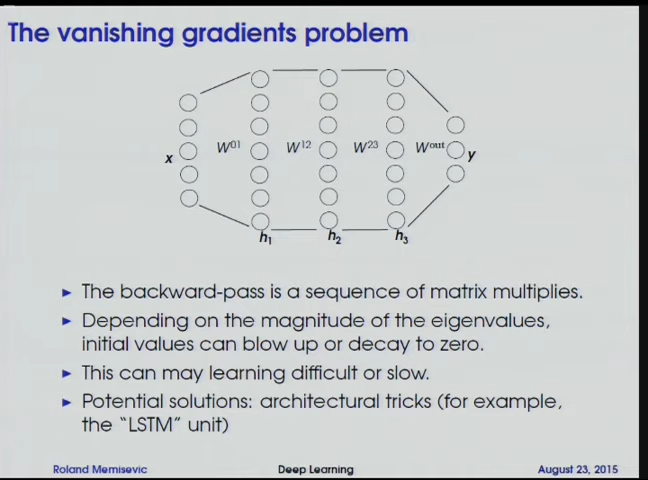 The vanishing gradients problem
x W⁰¹ W¹² W²³ Wᵒᵘᵗ y
h₁ h₂ h₃
► The backward-pass is a sequence of matrix multiplies.
► Depending on the magnitude of the eigenvalues,
initial values can blow up or decay to zero.
► This can may learning difficult or slow.
► Potential solutions: architectural tricks (for example,
the “LSTM” unit)
Roland Memisevic Deep Learning August 23, 2015